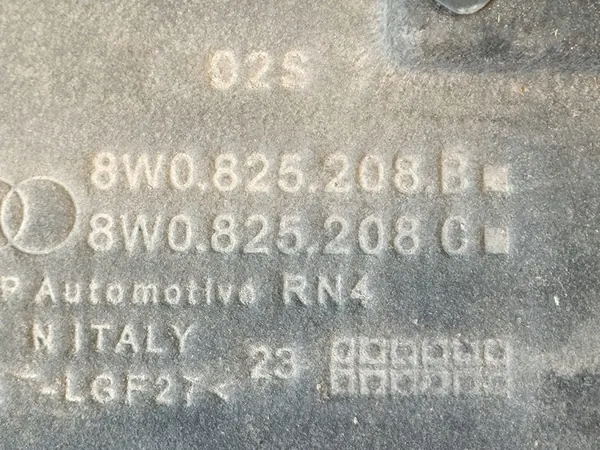 02S
8W0.825.208.B
8W0.825.208 C
P Automotive RN4
N ITALY
-LGF27<
23